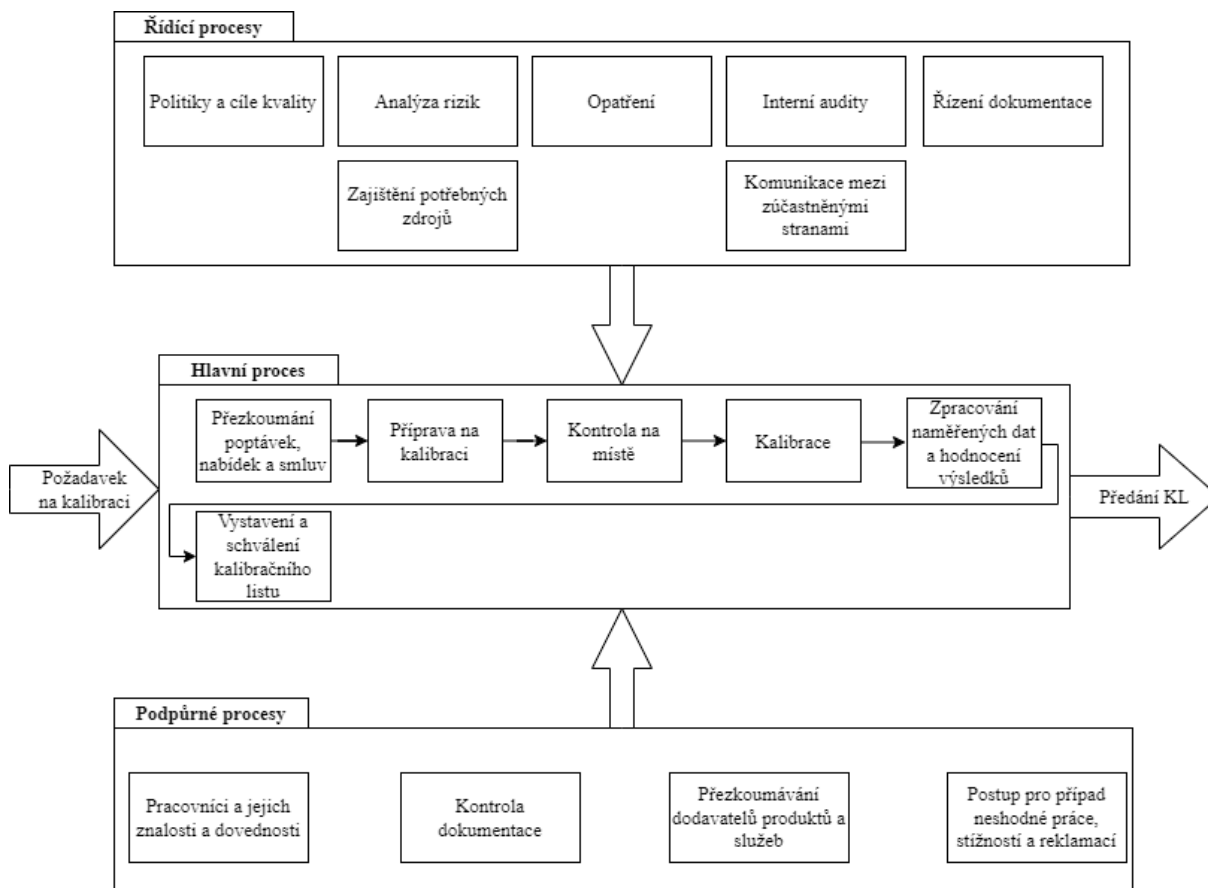 Řídící procesy
Politiky a cíle kvality
Analýza rizik
Opatření
Interní audity
Řízení dokumentace
Zajištění potřebných
zdrojů
Komunikace mezi
zúčastněnými
stranami
Hlavní proces
Požadavek
na kalibraci
Přezkoumání
poptávek,
nabídek a smluv
Příprava na
kalibraci
Kontrola na
místě
Kalibrace
Zpracování
naměřených dat
a hodnocení
výsledků
Vystavení a
schválení
kalibračního
listu
Předání KL
Podpůrné procesy
Pracovníci a jejich
znalosti a dovednosti
Kontrola
dokumentace
Přezkoumávání
dodavatelů produktů a
služeb
Postup pro případ
neshodné práce,
stížností a reklamací